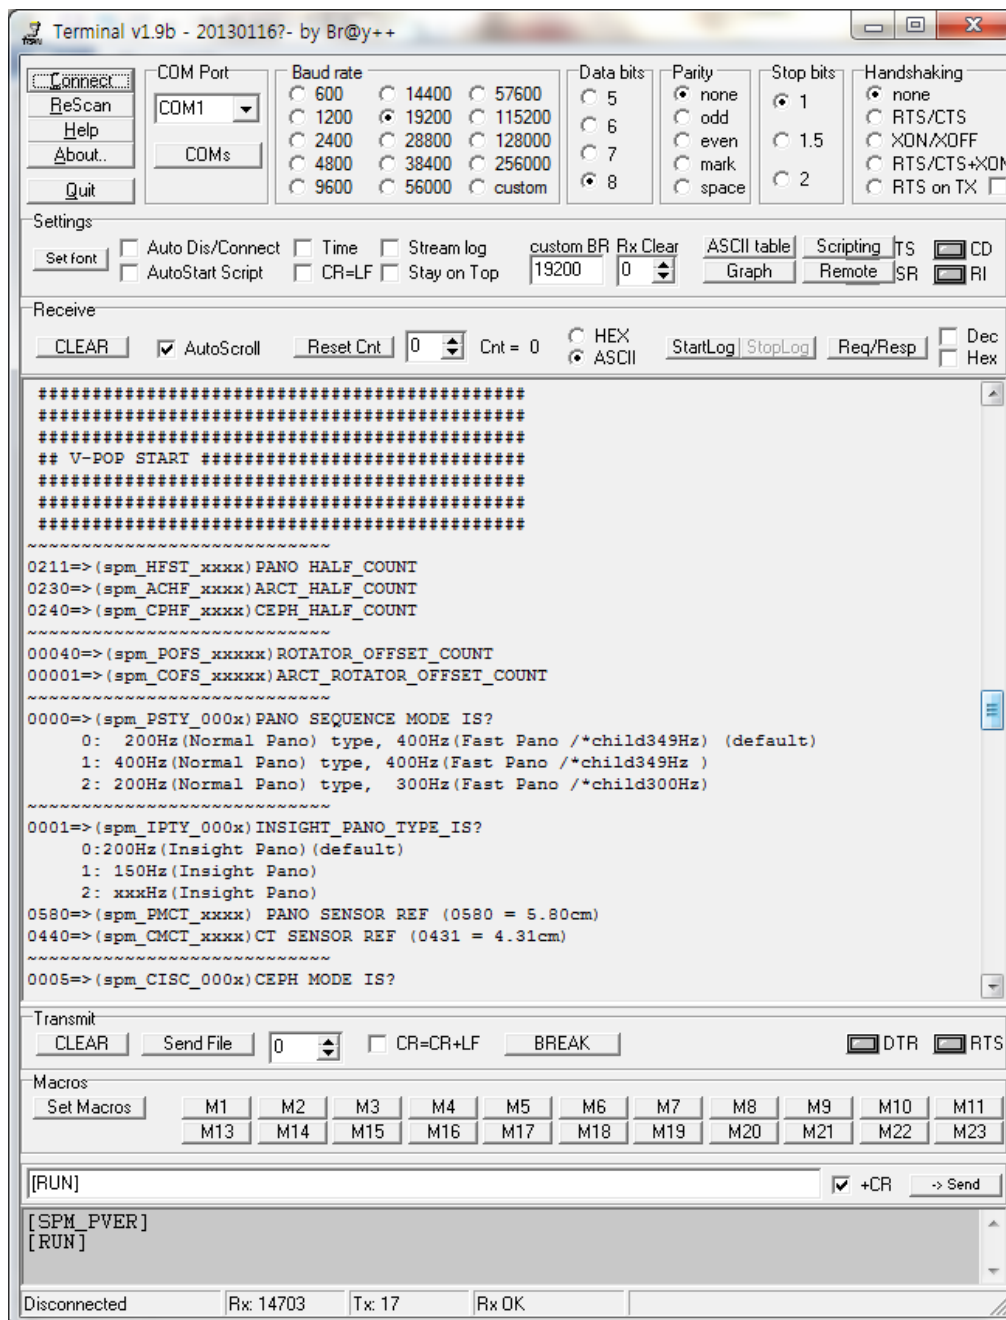 Terminal v1.9b - 20130116?- by Br@y++
Connect
ReScan
Help
About..
Quit
COM Port
COM1
COMs
Baud rate
600 14400 57600
1200 19200 115200
2400 28800 128000
4800 38400 256000
9600 56000 custom
Data bits
5
6
7
8
Parity
none
odd
even
mark
space
Stop bits
1
1.5
2
Handshaking
none
RTS/CTS
XON/XOFF
RTS/CTS+XON
RTS on TX
Settings
Set font
Auto Dis/Connect Time Stream log
AutoStart Script CR=LF Stay on Top
custom BR Rx Clear
19200 0
ASCII table Scripting TS CD
Graph Remote SR RI
Receive
CLEAR AutoScroll Reset Cnt 0 Cnt = 0
HEX
ASCII
StartLog StopLog Req/Resp
Dec
Hex
#############################################
#############################################
#############################################
## V-POP START ##############################
#############################################
#############################################
#############################################
~~~~~~~~~~~~~~~~~~~~~~~~~~~~
0211=>(spm_HFST_xxxx)PANO HALF_COUNT
0230=>(spm_ACHF_xxxx)ARCT_HALF_COUNT
0240=>(spm_CPHF_xxxx)CEPH_HALF_COUNT
~~~~~~~~~~~~~~~~~~~~~~~~~~~~
00040=>(spm_POFS_xxxxx)ROTATOR_OFFSET_COUNT
00001=>(spm_COFS_xxxxx)ARCT_ROTATOR_OFFSET_COUNT
~~~~~~~~~~~~~~~~~~~~~~~~~~~~
0000=>(spm_PSTY_000x)PANO SEQUENCE MODE IS?
0:  200Hz(Normal Pano) type, 400Hz(Fast Pano /*child349Hz) (default)
1: 400Hz(Normal Pano) type, 400Hz(Fast Pano /*child349Hz )
2: 200Hz(Normal Pano) type,  300Hz(Fast Pano /*child300Hz)
~~~~~~~~~~~~~~~~~~~~~~~~~~~~
0001=>(spm_IPTY_000x)INSIGHT_PANO_TYPE_IS?
0:200Hz(Insight Pano)(default)
1: 150Hz(Insight Pano)
2: xxxHz(Insight Pano)
0580=>(spm_PMCT_xxxx) PANO SENSOR REF (0580 = 5.80cm)
0440=>(spm_CMCT_xxxx)CT SENSOR REF (0431 = 4.31cm)
~~~~~~~~~~~~~~~~~~~~~~~~~~~~
0005=>(spm_CISC_000x)CEPH MODE IS?
Transmit
CLEAR Send File 0 CR=CR+LF BREAK DTR RTS
Macros
Set Macros M1 M2 M3 M4 M5 M6 M7 M8 M9 M10 M11
M13 M14 M15 M16 M17 M18 M19 M20 M21 M22 M23
[RUN] +CR -> Send
[SPM_PVER]
[RUN]
Disconnected Rx: 14703 Tx: 17 Rx OK